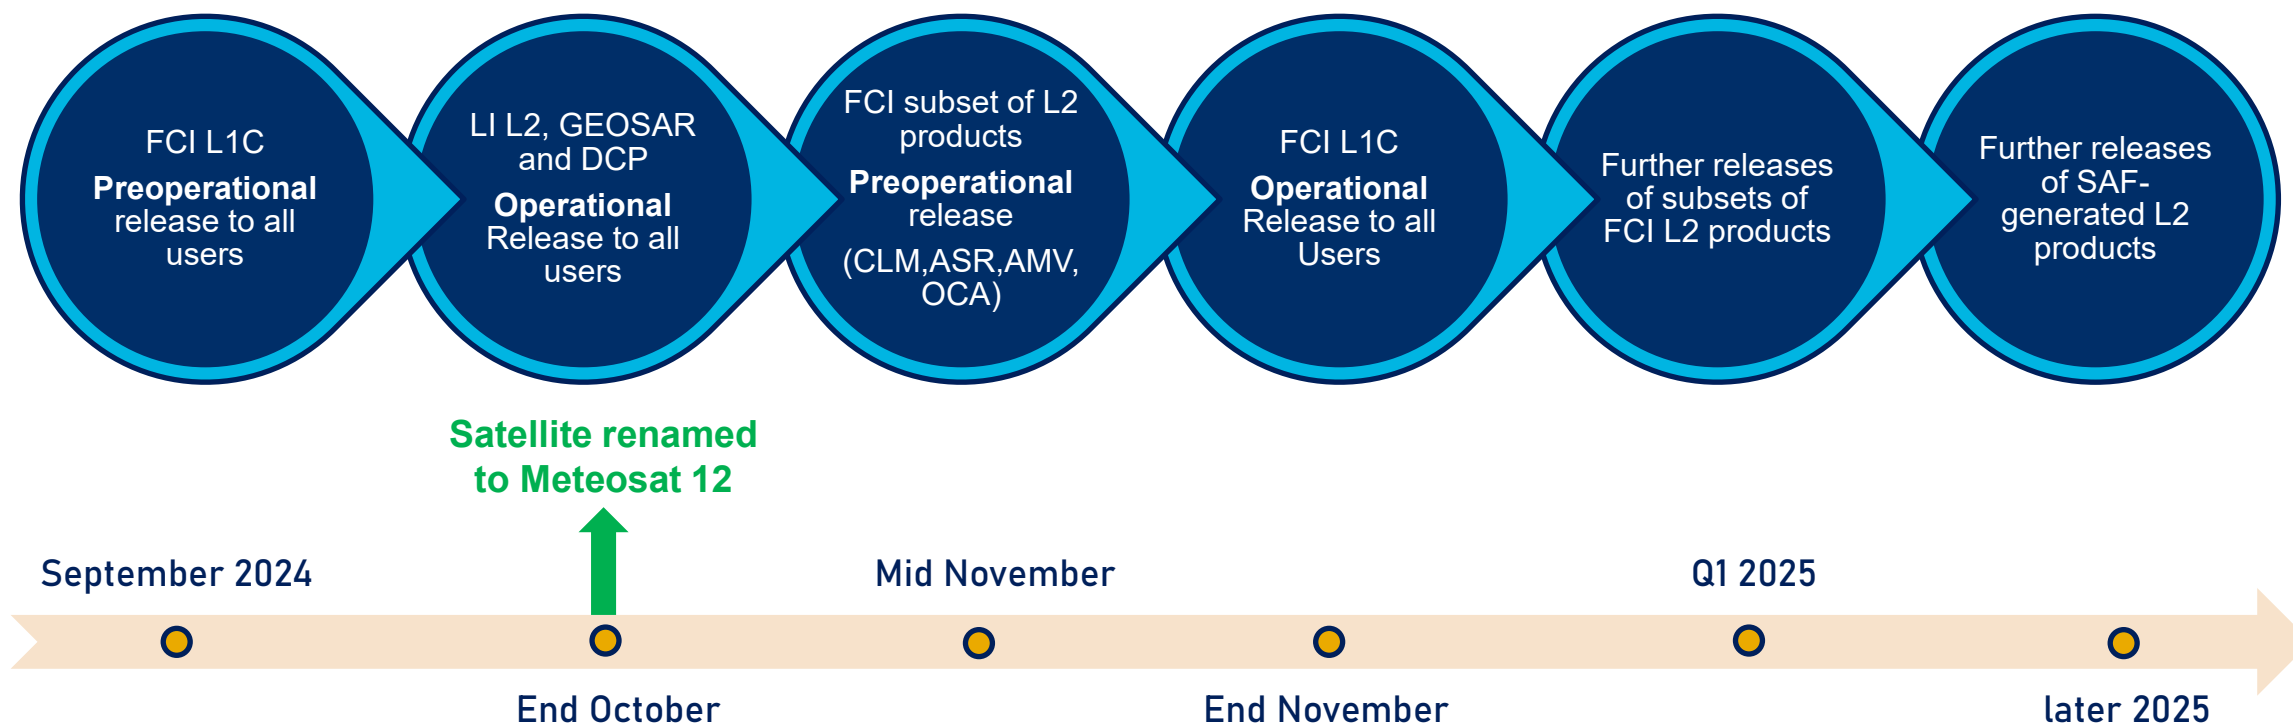 FCI L1C
Preoperational
release to all
users
LI L2, GEOSAR
and DCP
Operational
Release to all
users
FCI subset of L2
products
Preoperational
release
(CLM,ASR,AMV,
OCA)
FCI L1C
Operational
Release to all
Users
Further releases
of subsets of
FCI L2 products
Further releases
of SAF-
generated L2
products
Satellite renamed
to Meteosat 12
September 2024
Mid November
Q1 2025
End October
End November
later 2025